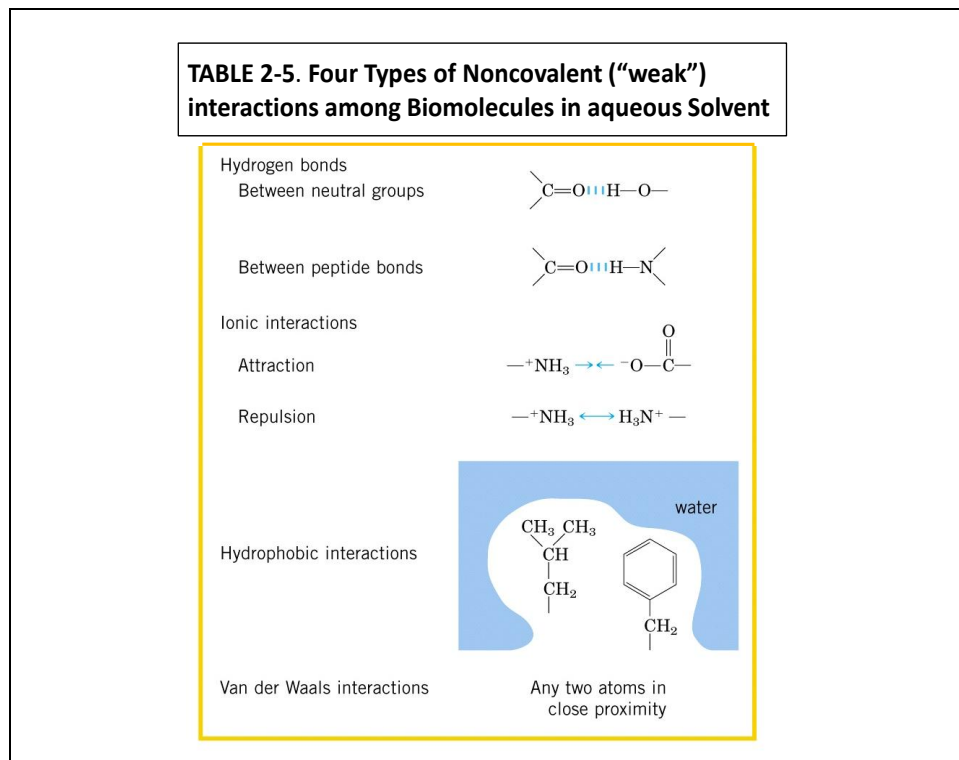 TABLE 2-5. Four Types of Noncovalent (“weak”)
interactions among Biomolecules in aqueous Solvent
Hydrogen bonds
Between neutral groups
C=O H—O—
Between peptide bonds
C=O H—N
Ionic interactions
O
Attraction
—⁺NH₃ →← ⁻O—C—
Repulsion
—⁺NH₃ ↔ H₃N⁺ —
water
CH₃ CH₃
Hydrophobic interactions
CH
CH₂
CH₂
Van der Waals interactions
Any two atoms in
close proximity